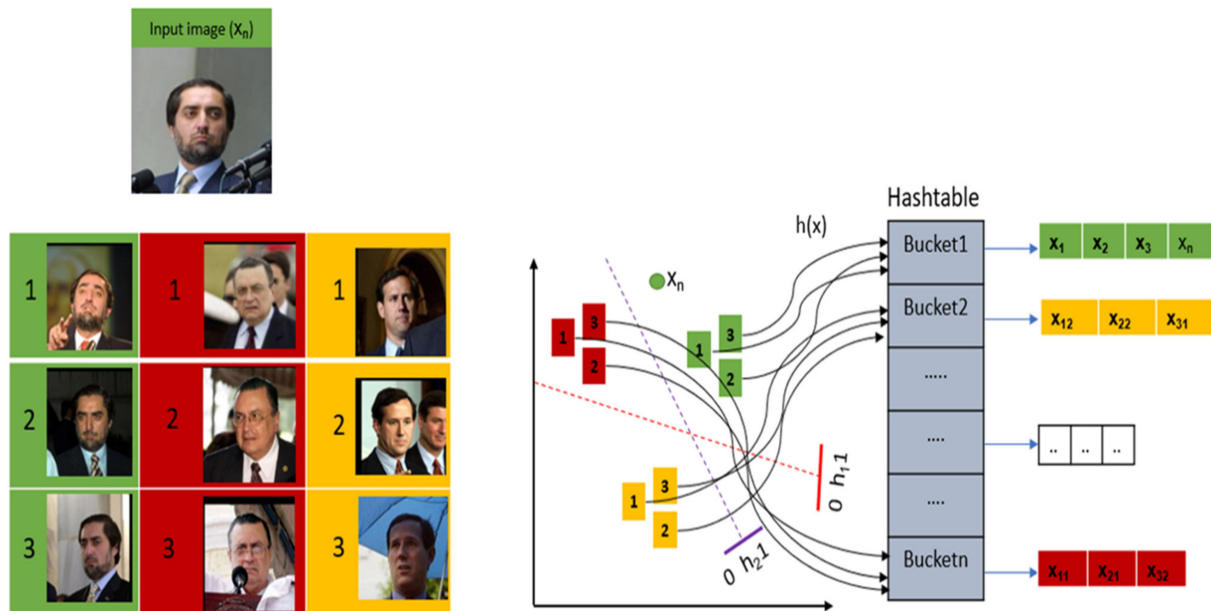 Input image (Xn)
1 1 1
2 2 2
3 3 3
Hashtable
h(x)
Bucket1
x1 x2 x3 xn
Xn
Bucket2
x12 x22 x31
3
1
2
3
1
2
.....
....
.. .. ..
....
3
1
2
0 h11
0 h21
Bucketn
x11 x21 x32